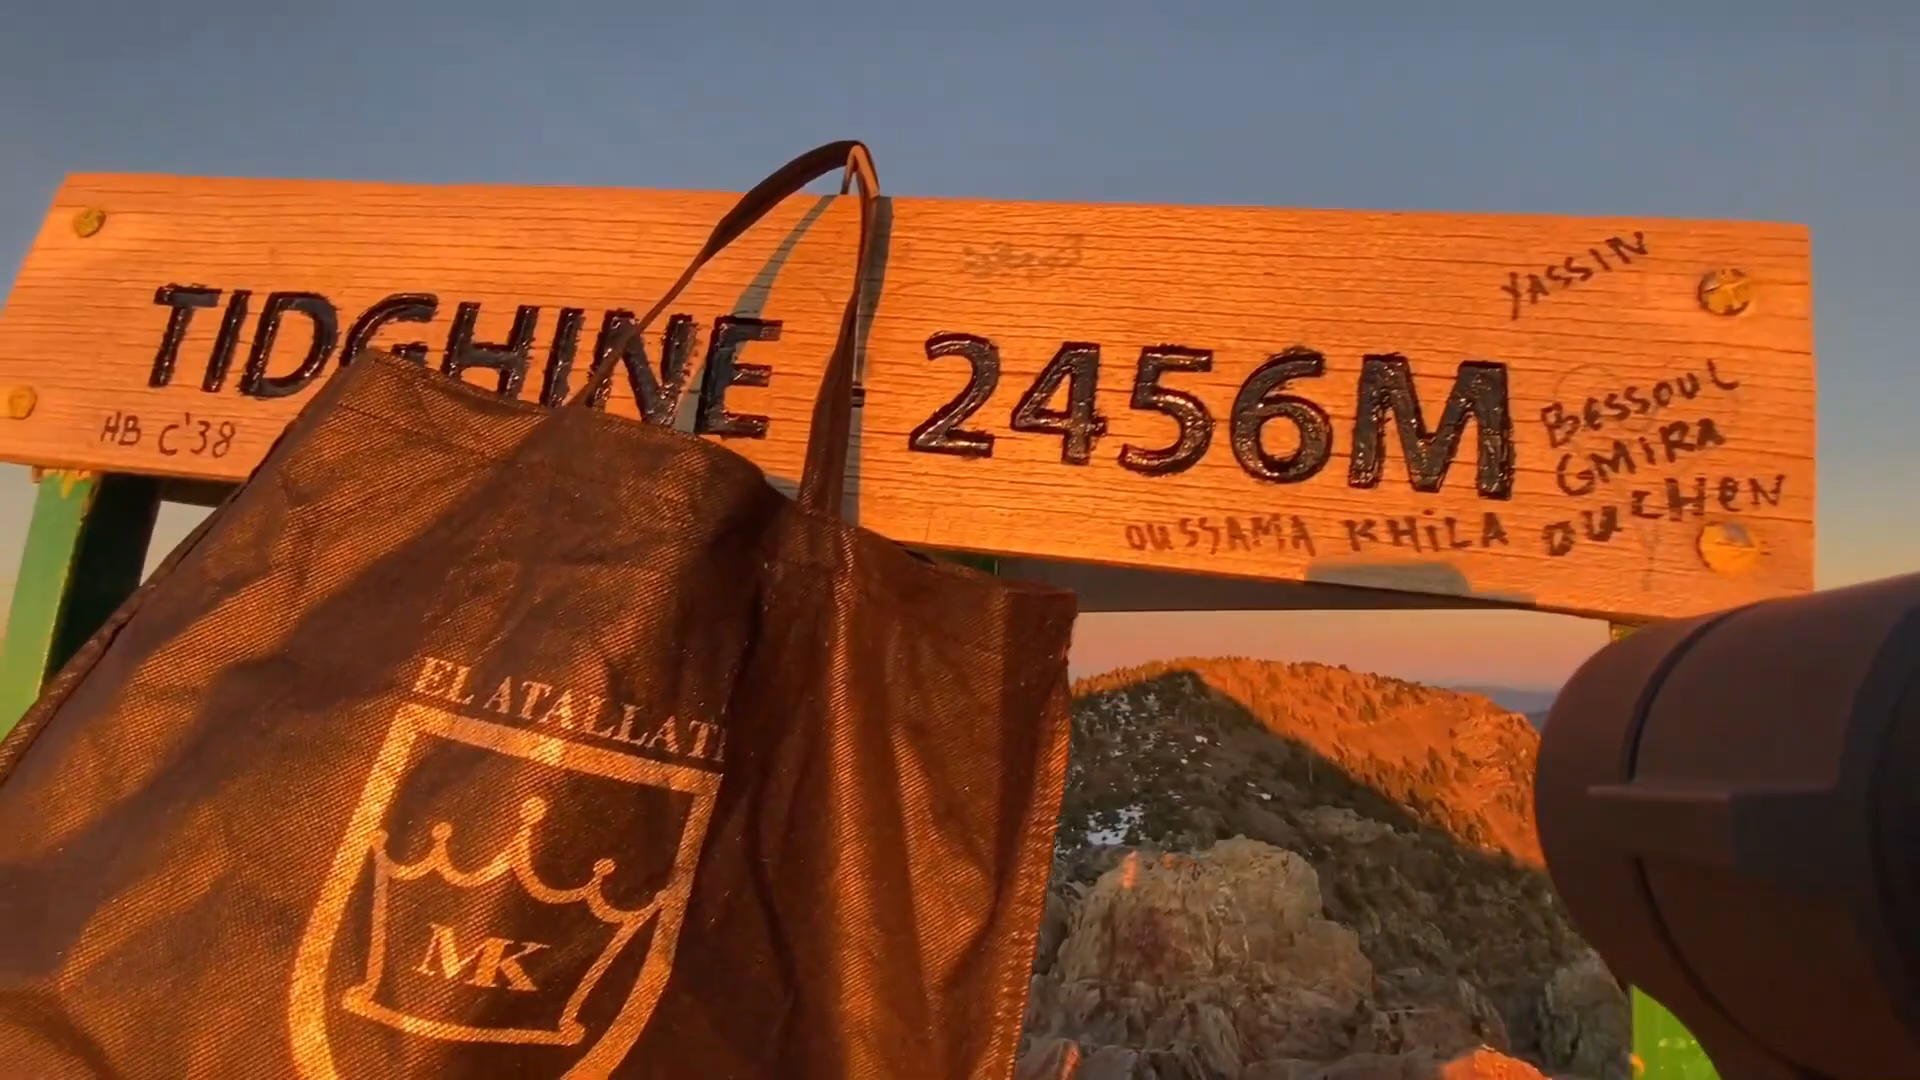 TIDGHINE 2456M
YASSIN
BESSOUL
GMIRA
OUCHEN
OUSSAMA KHiLA
HB C'38
EL ATALLATI
MK